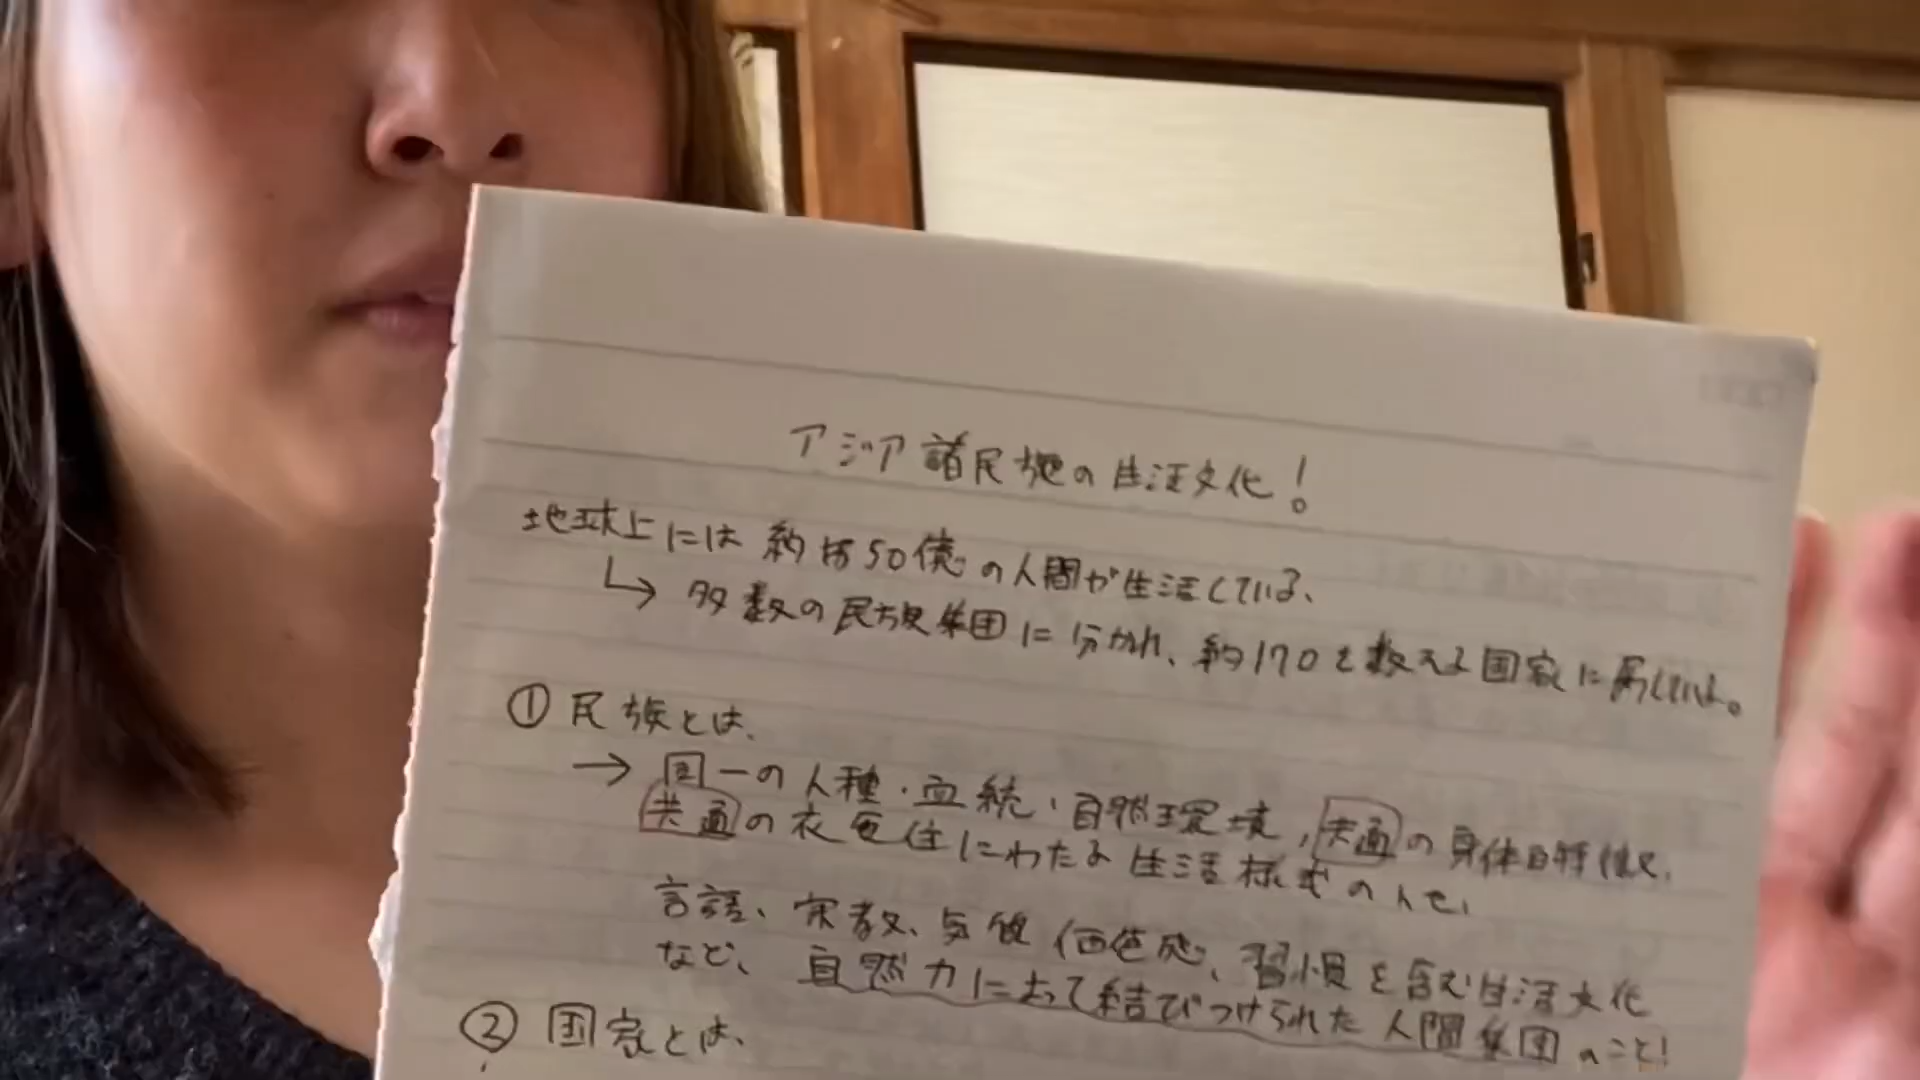 アジア諸民族の生活文化!
地球上には約 50億の人間が生活している、
↳ 多数の民族集団に分かれ、約170を数える国家に属している。
① 民族とは、
→ 同一の人種・血統・自然環境、共通の身体的特徴と、
共通の衣食住にわたる生活様式の
言語、宗教、気質 価値 、習慣を含む生活文化
など、自然力によって結びつけられた人間集団のこと!
② 国家とは、